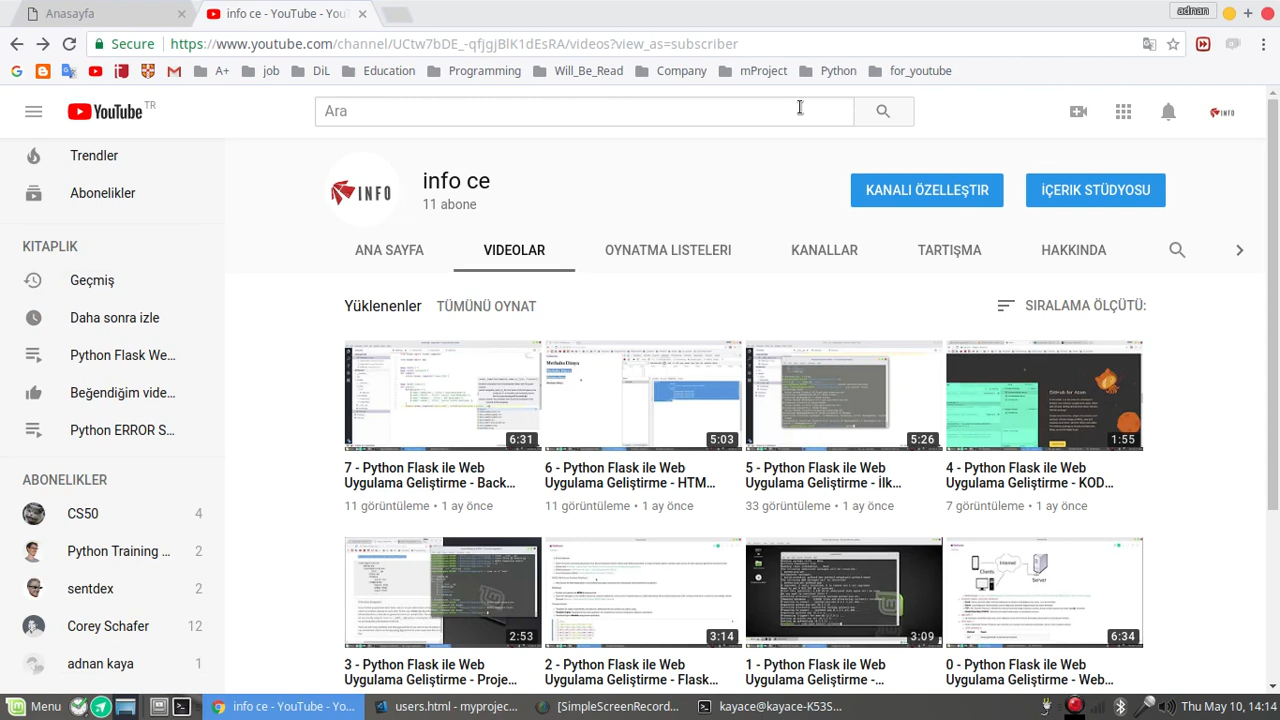 Anasayfa
info ce - YouTube - You
adnan
Secure
https://www.youtube.com/channel/UCtw7bDE_-qfjgjBlK1dEsRA/videos?view_as=subscriber
A+
job
DiL
Education
Programming
Will_Be_Read
Company
mProject
Python
for_youtube
YouTube TR
Ara
INFO
Trendler
Abonelikler
KITAPLIK
Geçmiş
Daha sonra izle
Python Flask We...
Beğendiğim vide...
Python ERROR S...
ABONELIKLER
CS50 4
Python Training ... 2
2
Corey Schafer 2
adnan kaya 1
INFO
info ce
11 abone
KANALI ÖZELLEŞTIR
İÇERIK STÜDYOSU
ANA SAYFA
VIDEOLAR
OYNATMA LISTELERI
KANALLAR
TARTIŞMA
HAKKINDA
Yüklenenler
TÜMÜNÜ OYNAT
SIRALAMA ÖLÇÜTÜ:
6:31
7 - Python Flask ile Web
Uygulama Geliştirme - Back...
11 görüntüleme • 1 ay önce
5:03
6 - Python Flask ile Web
Uygulama Geliştirme - HTM...
11 görüntüleme • 1 ay önce
5:26
5 - Python Flask ile Web
Uygulama Geliştirme - İlk...
33 görüntüleme • 1 ay önce
1:55
4 - Python Flask ile Web
Uygulama Geliştirme - KOD...
7 görüntüleme • 1 ay önce
2:53
3 - Python Flask ile Web
Uygulama Geliştirme - Proje...
3:14
2 - Python Flask ile Web
Uygulama Geliştirme - Flask...
3:09
1 - Python Flask ile Web
Uygulama Geliştirme -...
6:34
0 - Python Flask ile Web
Uygulama Geliştirme - Web...
Menu
info ce - YouTube - Yo...
users.html - myprojec...
[SimpleScreenRecord...
kayace@kayace-K53S...
Thu May 10, 14:14